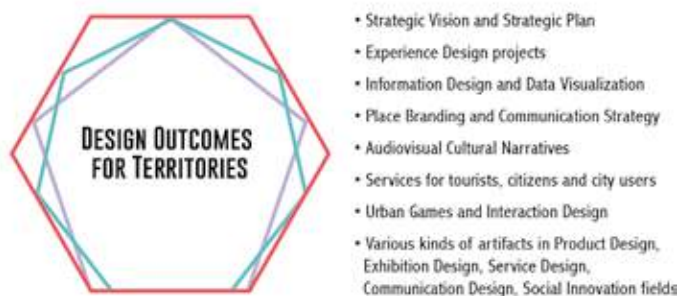 DESIGN OUTCOMES
FOR TERRITORIES
• Strategic Vision and Strategic Plan
• Experience Design projects
• Information Design and Data Visualization
• Place Branding and Communication Strategy
• Audiovisual Cultural Narratives
• Services for tourists, citizens and city users
• Urban Games and Interaction Design
• Various kinds of artifacts in Product Design,
Exhibition Design, Service Design,
Communication Design, Social Innovation fields